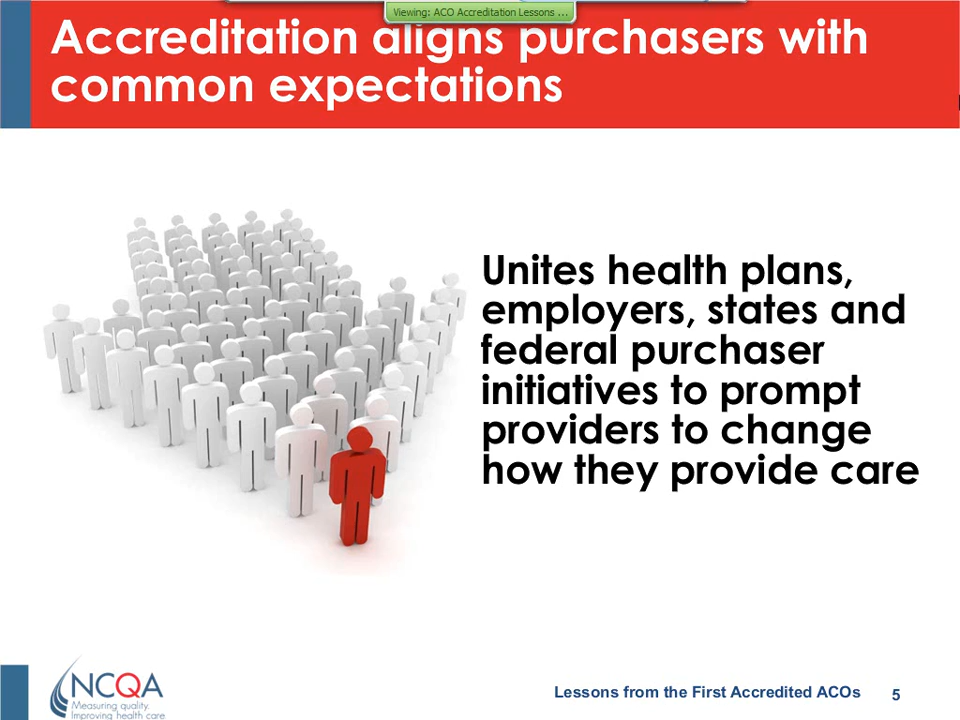 Viewing: ACO Accreditation Lessons ...
Accreditation aligns purchasers with
common expectations
Unites health plans,
employers, states and
federal purchaser
initiatives to prompt
providers to change
how they provide care
NCQA
Measuring quality.
Improving health care
Lessons from the First Accredited ACOs 5